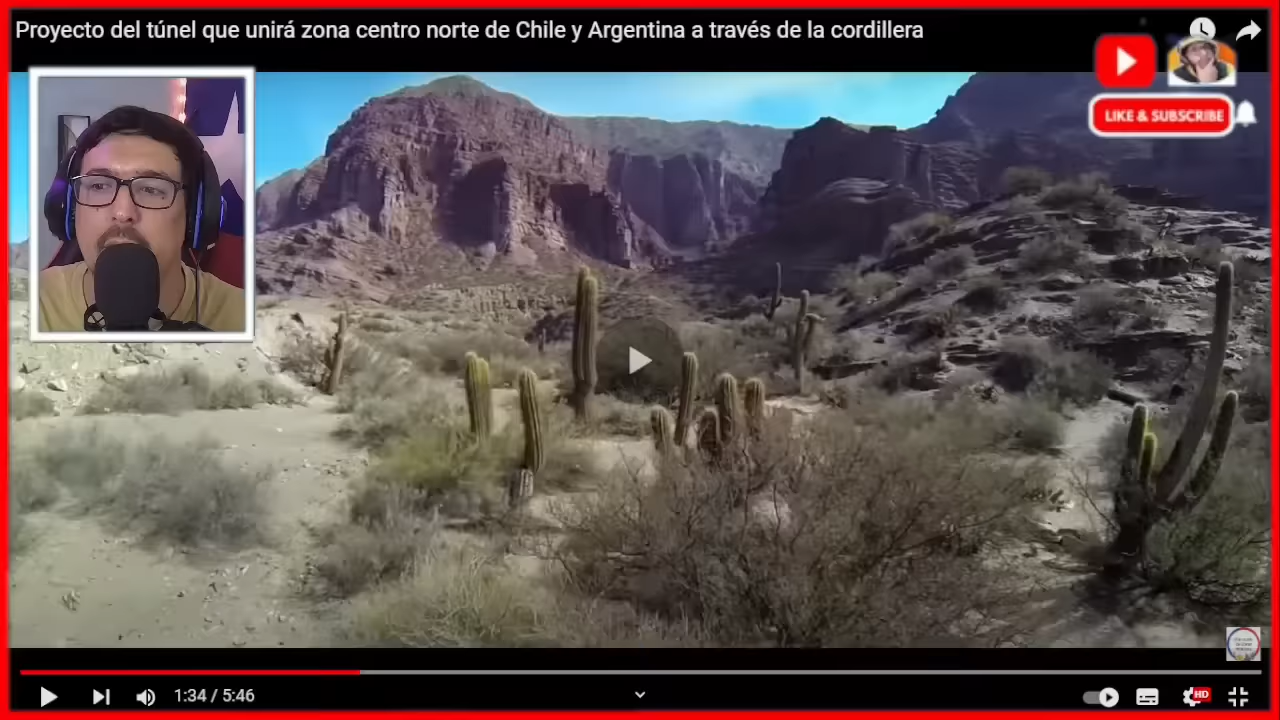 Proyecto del túnel que unirá zona centro norte de Chile y Argentina a través de la cordillera
LIKE & SUBSCRIBE
1:34 / 5:46
HD